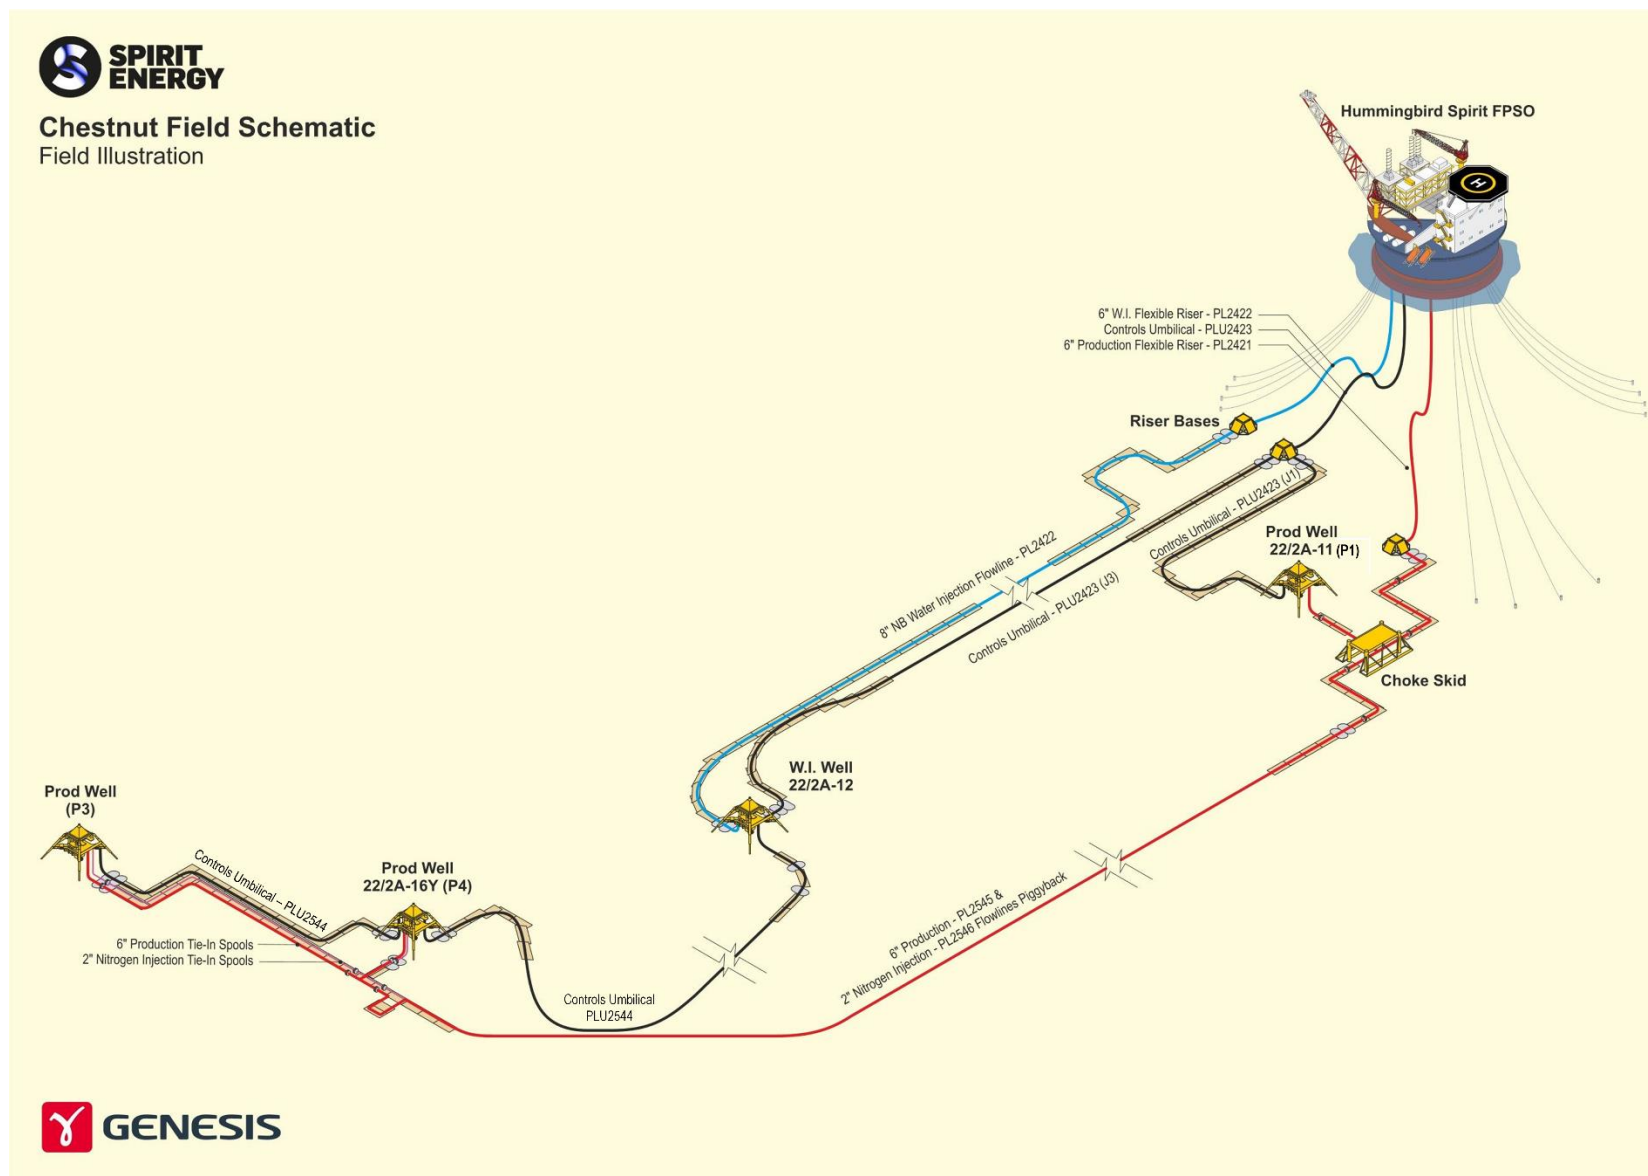 SPIRIT
ENERGY
Chestnut Field Schematic
Field Illustration
Hummingbird Spirit FPSO
H
6" W.I. Flexible Riser - PL2422
Controls Umbilical - PLU2423
6" Production Flexible Riser - PL2421
Riser Bases
Controls Umbilical - PLU2423 (J1)
Prod Well
22/2A-11 (P1)
8" NB Water Injection Flowline - PL2422
Controls Umbilical - PLU2423 (J3)
Choke Skid
W.I. Well
22/2A-12
Prod Well
(P3)
Controls Umbilical – PLU2544
Prod Well
22/2A-16Y (P4)
6" Production Tie-In Spools
2" Nitrogen Injection Tie-In Spools
6" Production - PL2545 &
2" Nitrogen Injection - PL2546 Flowlines Piggyback
Controls Umbilical
PLU2544
GENESIS